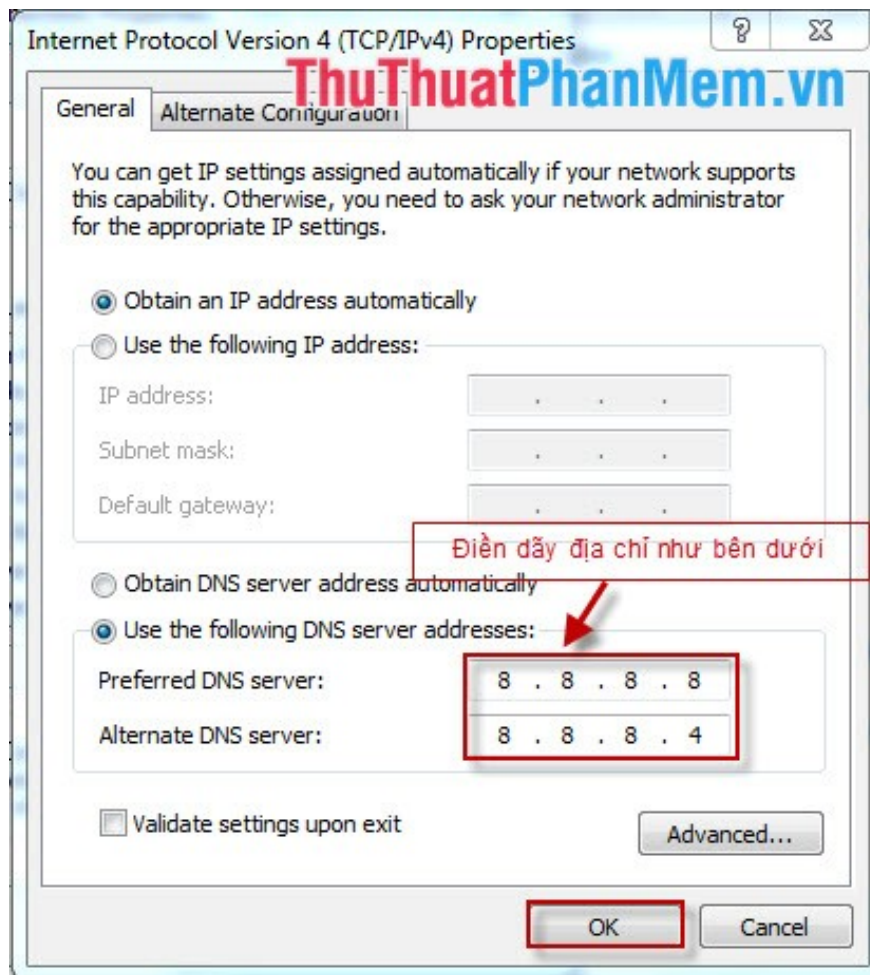 Internet Protocol Version 4 (TCP/IPv4) Properties
ThuThuatPhanMem.vn
General
Alternate Configuration
You can get IP settings assigned automatically if your network supports
this capability. Otherwise, you need to ask your network administrator
for the appropriate IP settings.
Obtain an IP address automatically
Use the following IP address:
IP address:
Subnet mask:
Default gateway:
Điền dãy địa chỉ như bên dưới
Obtain DNS server address automatically
Use the following DNS server addresses:
Preferred DNS server: 8 . 8 . 8 . 8
Alternate DNS server: 8 . 8 . 8 . 4
Validate settings upon exit
Advanced...
OK Cancel